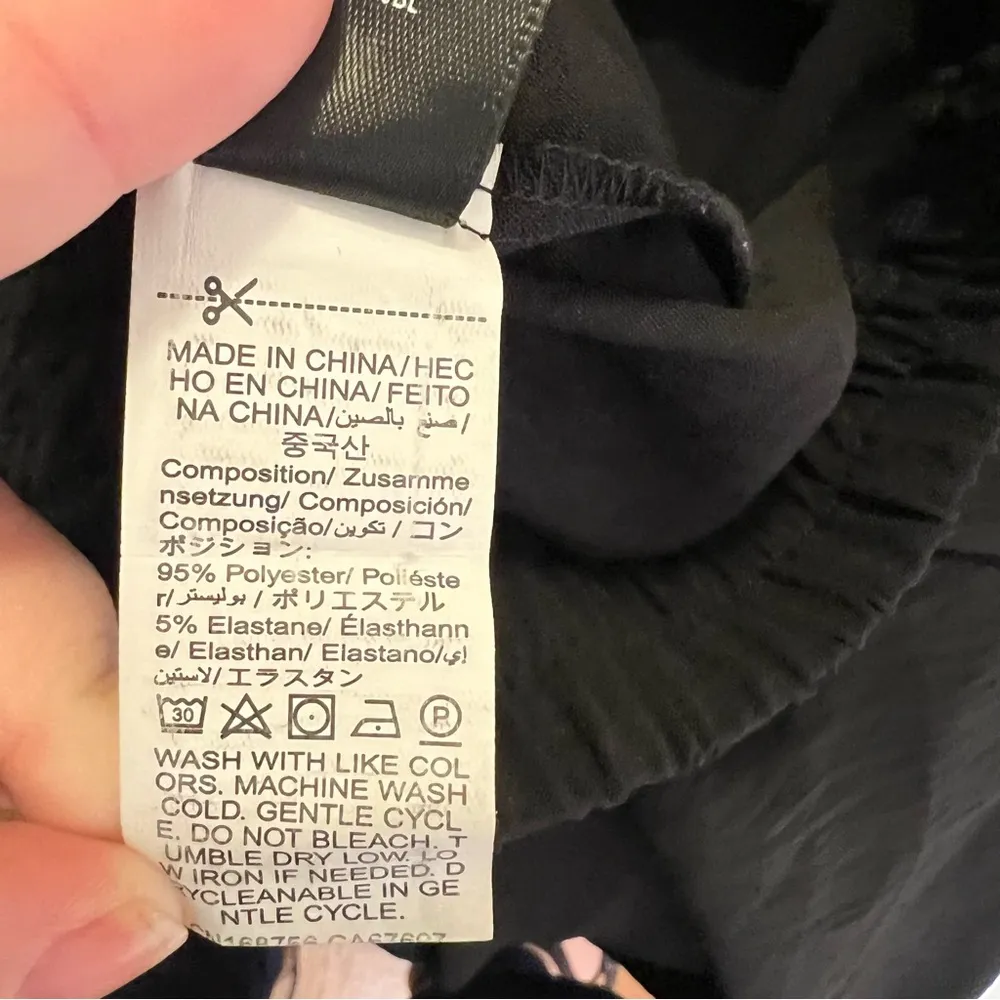 MADE IN CHINA/HEC
HO EN CHINA/ FEITO
NA CHINA/صنع بالصين/
중국산
Composition/ Zusamme
nsetzung/ Composición/
Composição/تكوين / コン
ポジション:
95% Polyester/ Poliéste
r/بوليستر / ポリエステル
5% Elastane/ Élasthann
e/ Elasthan/ Elastano/إي
لاستين/エラスタン
30
P
WASH WITH LIKE COL
ORS. MACHINE WASH
COLD. GENTLE CYCL
E. DO NOT BLEACH. T
UMBLE DRY LOW. LO
W IRON IF NEEDED. D
RYCLEANABLE IN GE
NTLE CYCLE.